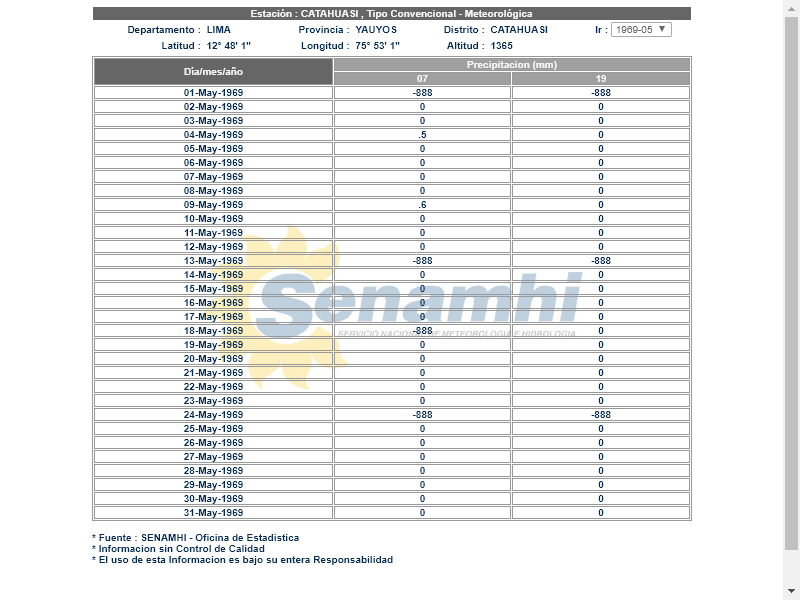 Estación : CATAHUASI , Tipo Convencional - Meteorológica
Departamento : LIMA Provincia : YAUYOS Distrito : CATAHUASI Ir : 1969-05
Latitud : 12° 48' 1" Longitud : 75° 53' 1" Altitud : 1365
Día/mes/año Precipitacion (mm)
07 19
01-May-1969 -888 -888
02-May-1969 0 0
03-May-1969 0 0
04-May-1969 .5 0
05-May-1969 0 0
06-May-1969 0 0
07-May-1969 0 0
08-May-1969 0 0
09-May-1969 .6 0
10-May-1969 0 0
11-May-1969 0 0
12-May-1969 0 0
13-May-1969 -888 -888
14-May-1969 0 0
15-May-1969 0 0
16-May-1969 0 0
17-May-1969 0 0
18-May-1969 -888 0
19-May-1969 0 0
20-May-1969 0 0
21-May-1969 0 0
22-May-1969 0 0
23-May-1969 0 0
24-May-1969 -888 -888
25-May-1969 0 0
26-May-1969 0 0
27-May-1969 0 0
28-May-1969 0 0
29-May-1969 0 0
30-May-1969 0 0
31-May-1969 0 0
Senamhi
SERVICIO NACIONAL DE METEOROLOGIA E HIDROLOGIA
* Fuente : SENAMHI - Oficina de Estadistica
* Informacion sin Control de Calidad
* El uso de esta Informacion es bajo su entera Responsabilidad